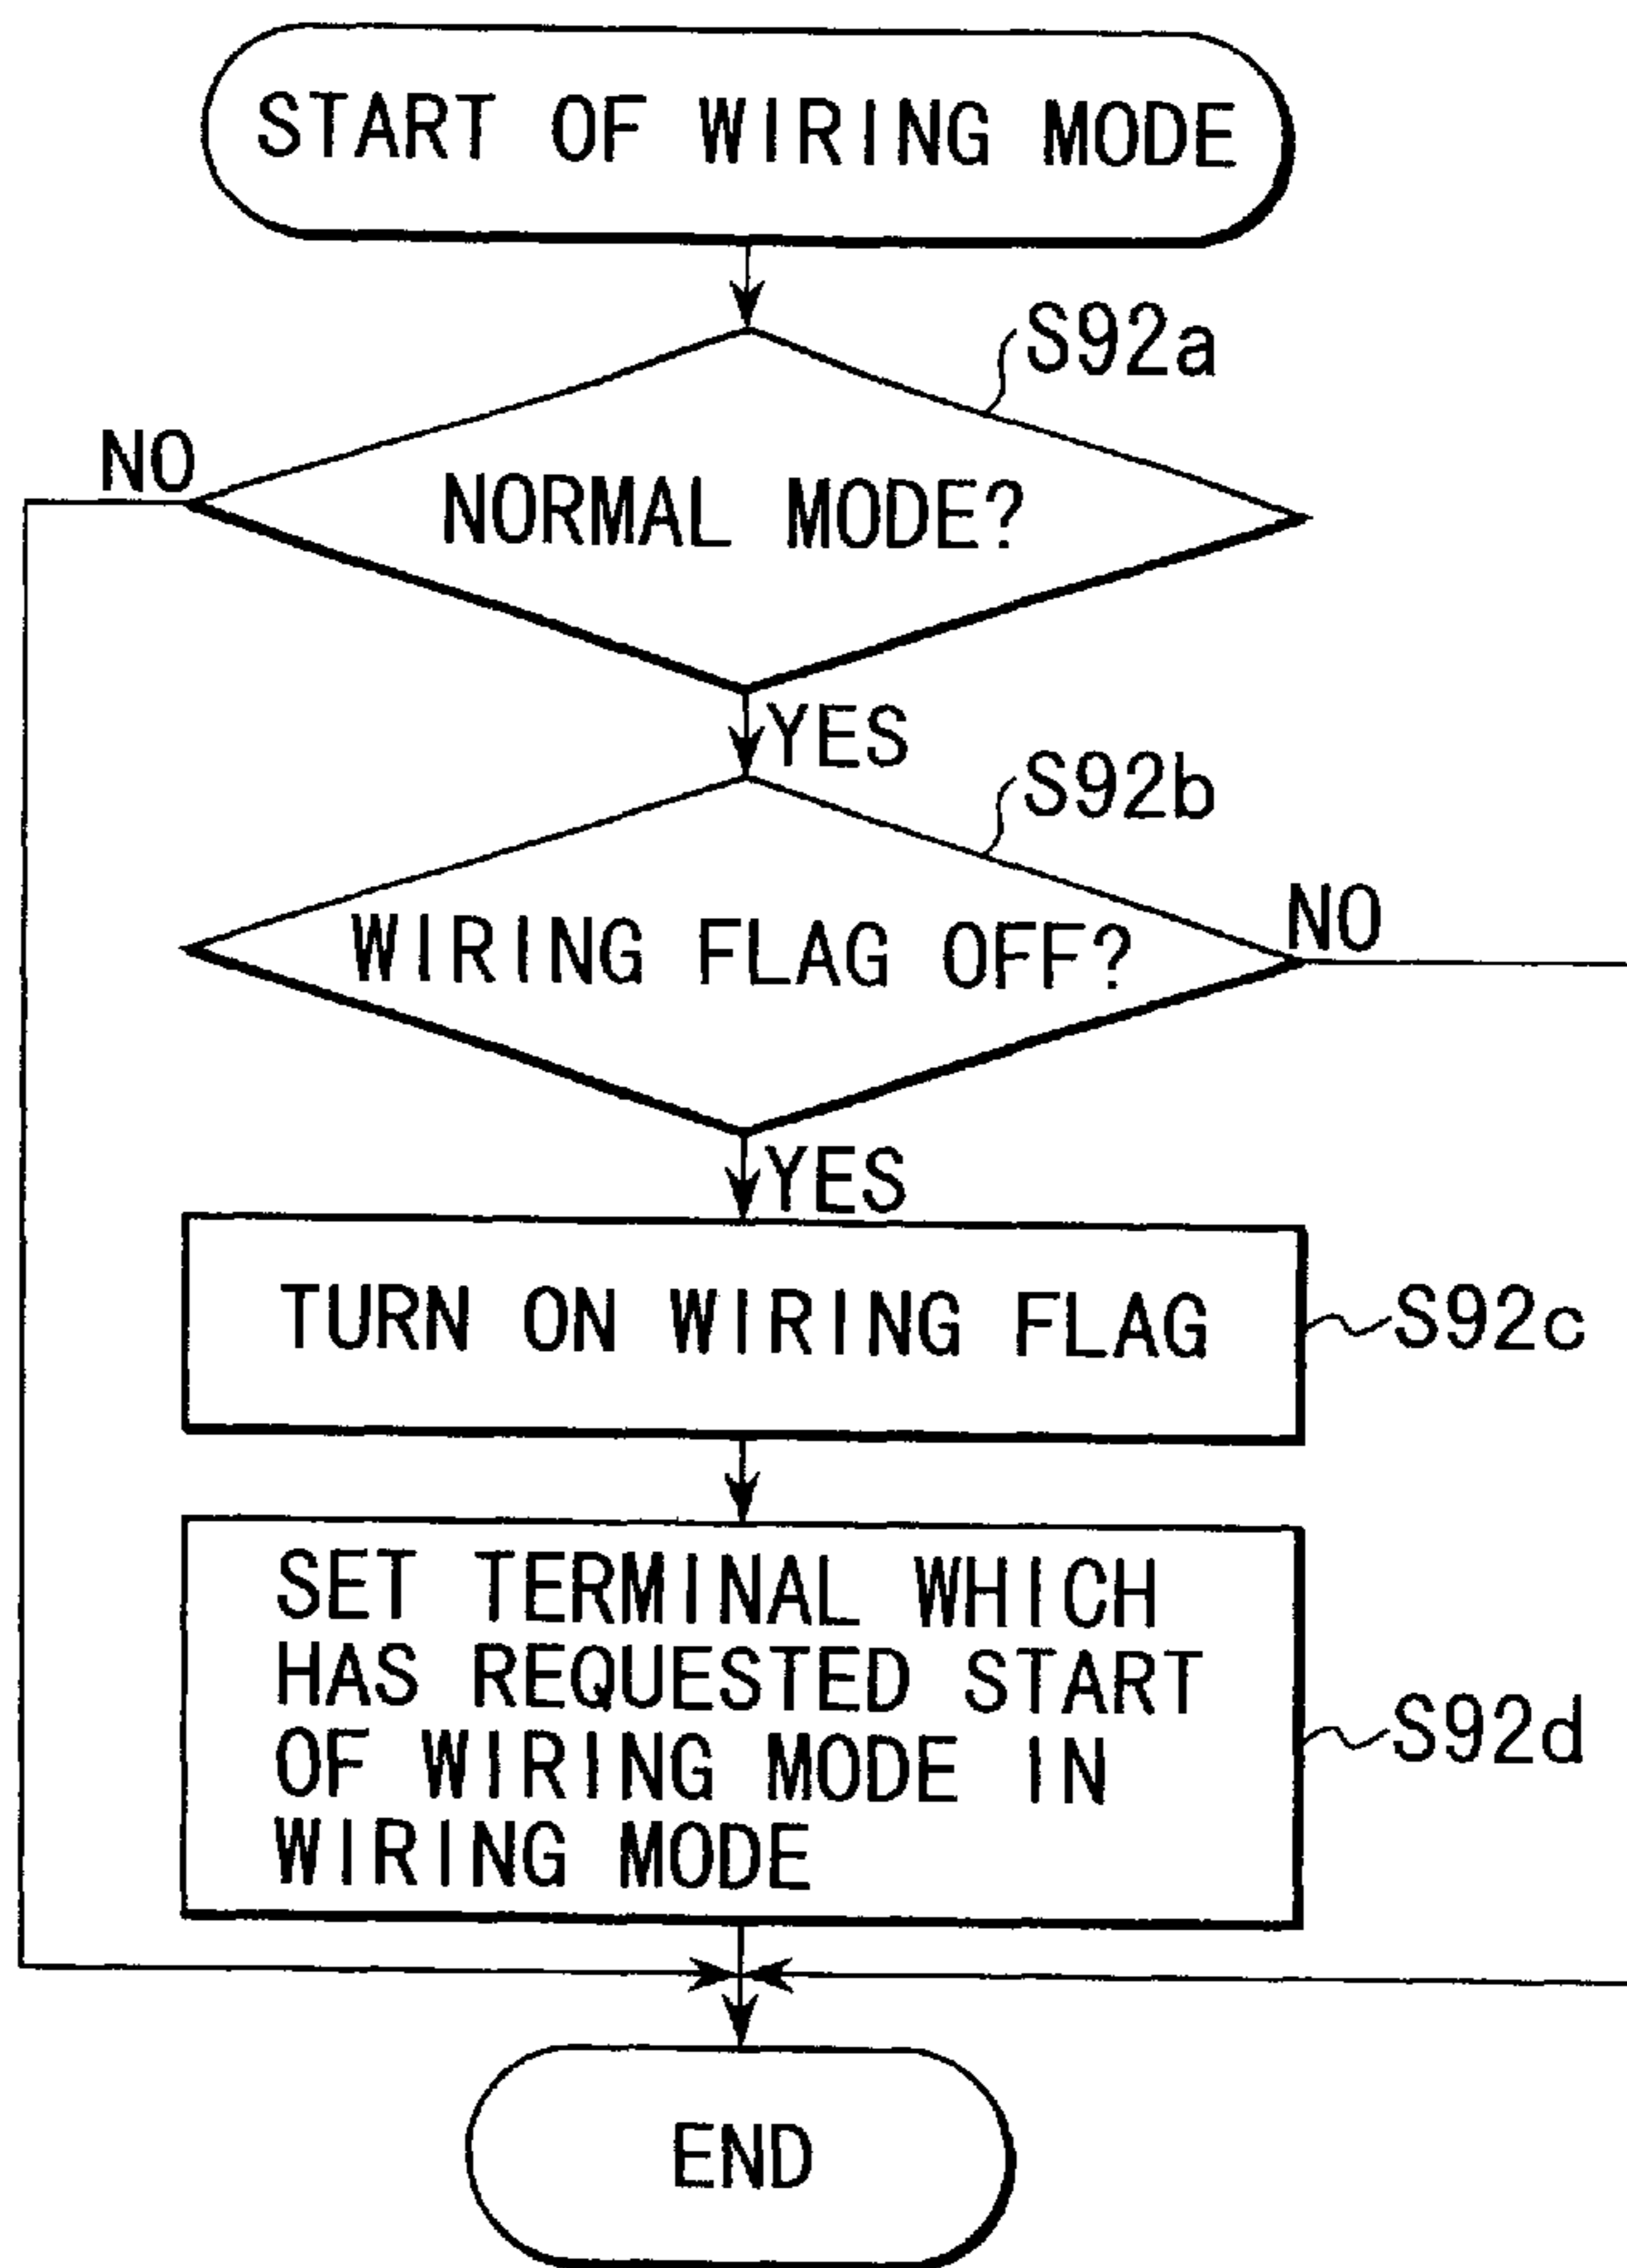 START OF WIRING MODE
S92a
NO
NORMAL MODE?
YES
S92b
NO
WIRING FLAG OFF?
YES
TURN ON WIRING FLAG
S92c
SET TERMINAL WHICH
HAS REQUESTED START
OF WIRING MODE IN
WIRING MODE
S92d
END